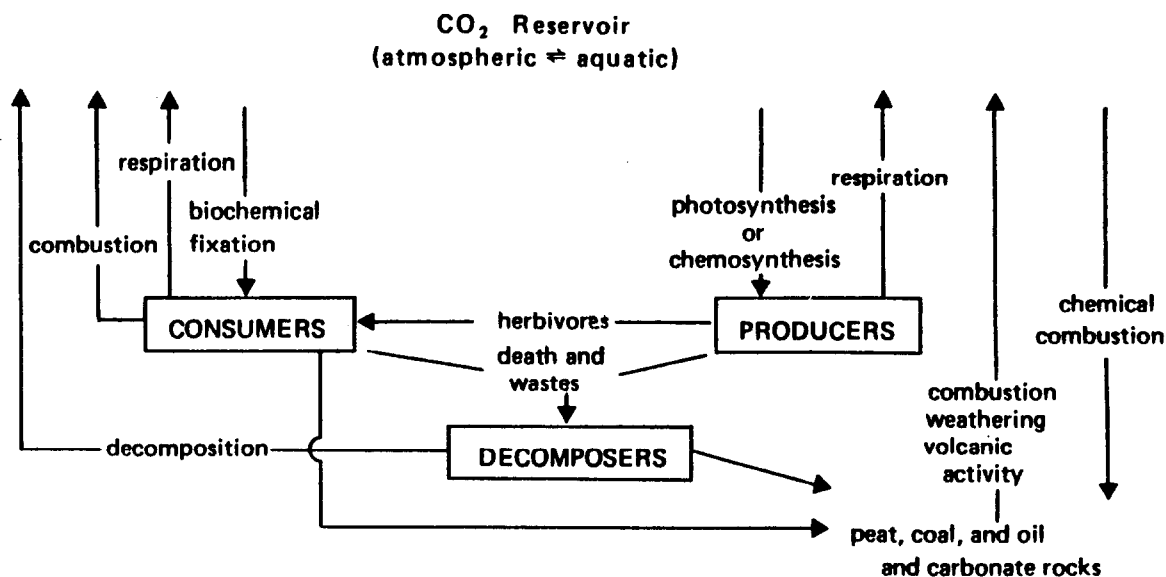 CO₂ Reservoir
(atmospheric ⇌ aquatic)
respiration
biochemical
fixation
combustion
photosynthesis
or
chemosynthesis
respiration
chemical
combustion
CONSUMERS
herbivores
PRODUCERS
death and
wastes
combustion
weathering
volcanic
activity
decomposition
DECOMPOSERS
peat, coal, and oil
and carbonate rocks